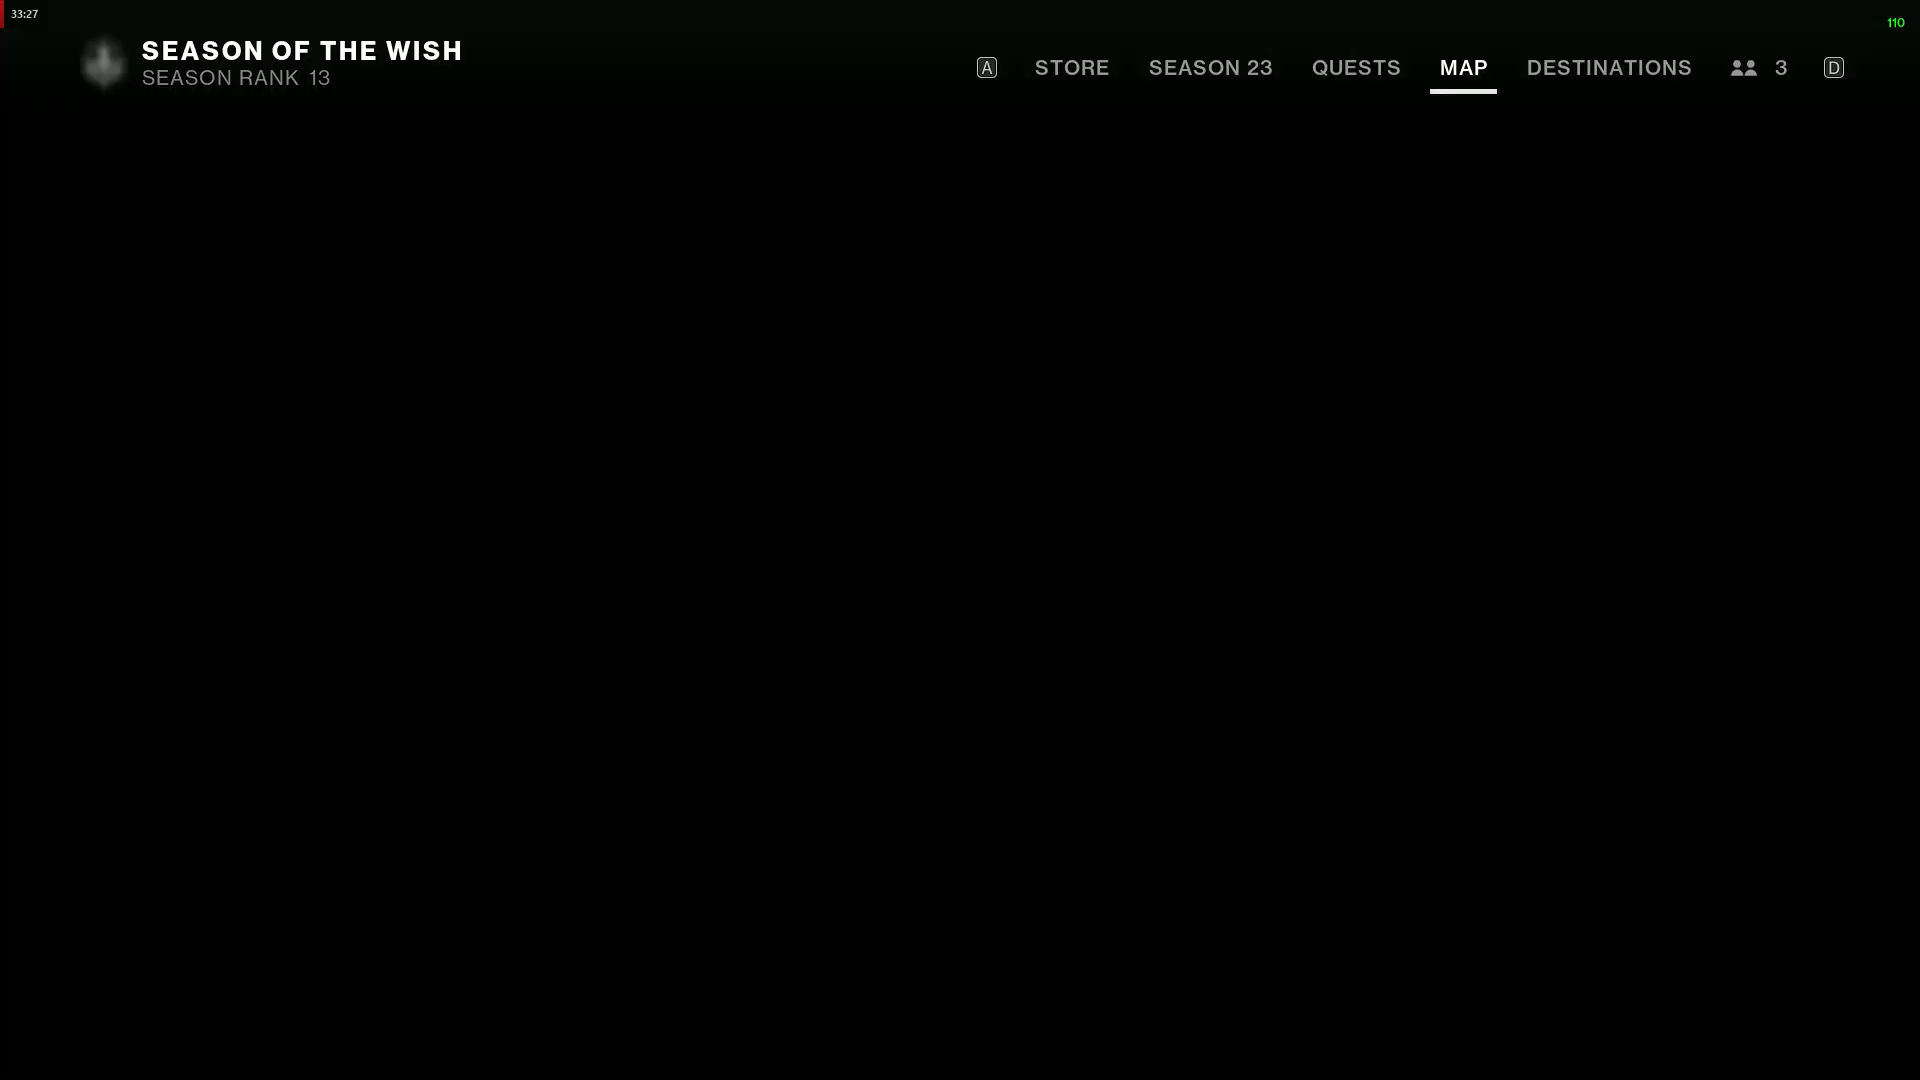 33:27
110
SEASON OF THE WISH
SEASON RANK 13
A STORE SEASON 23 QUESTS MAP DESTINATIONS 3 D